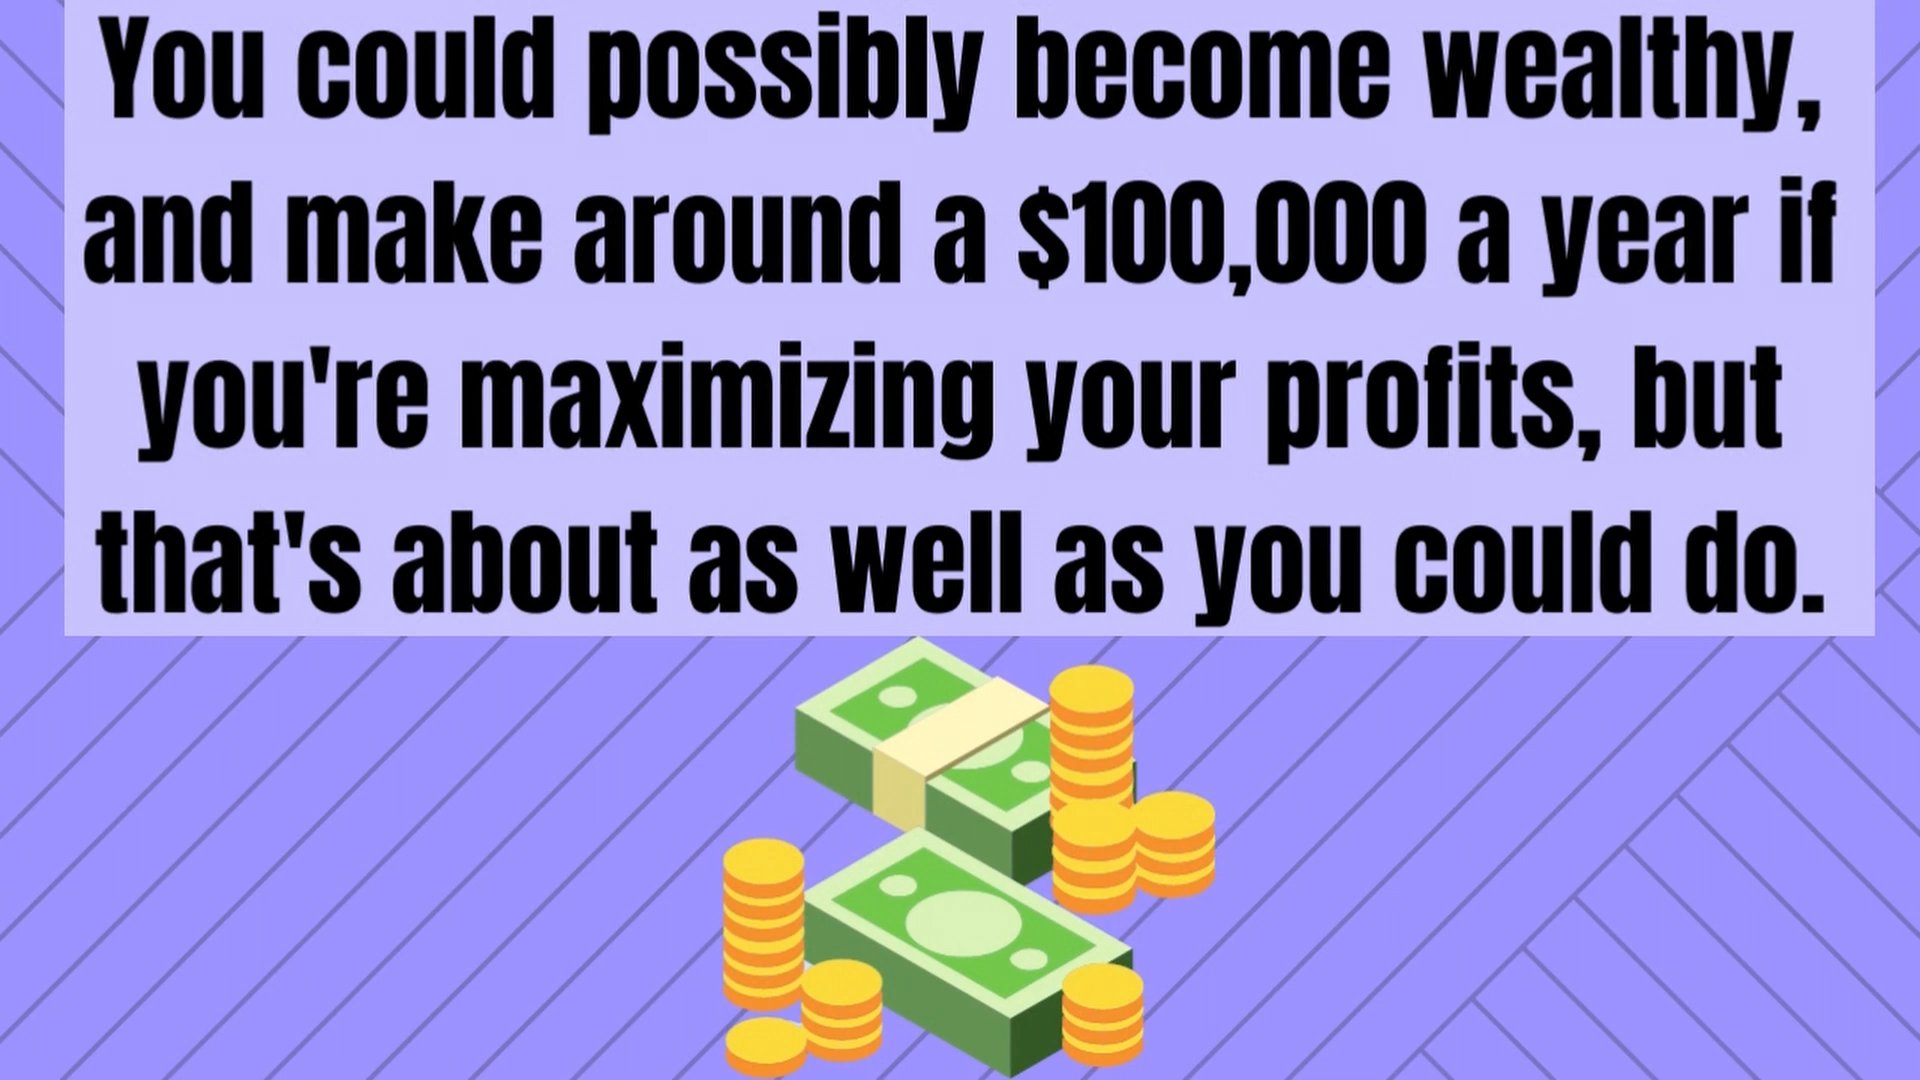 You could possibly become wealthy,
and make around a $100,000 a year if
you're maximizing your profits, but
that's about as well as you could do.